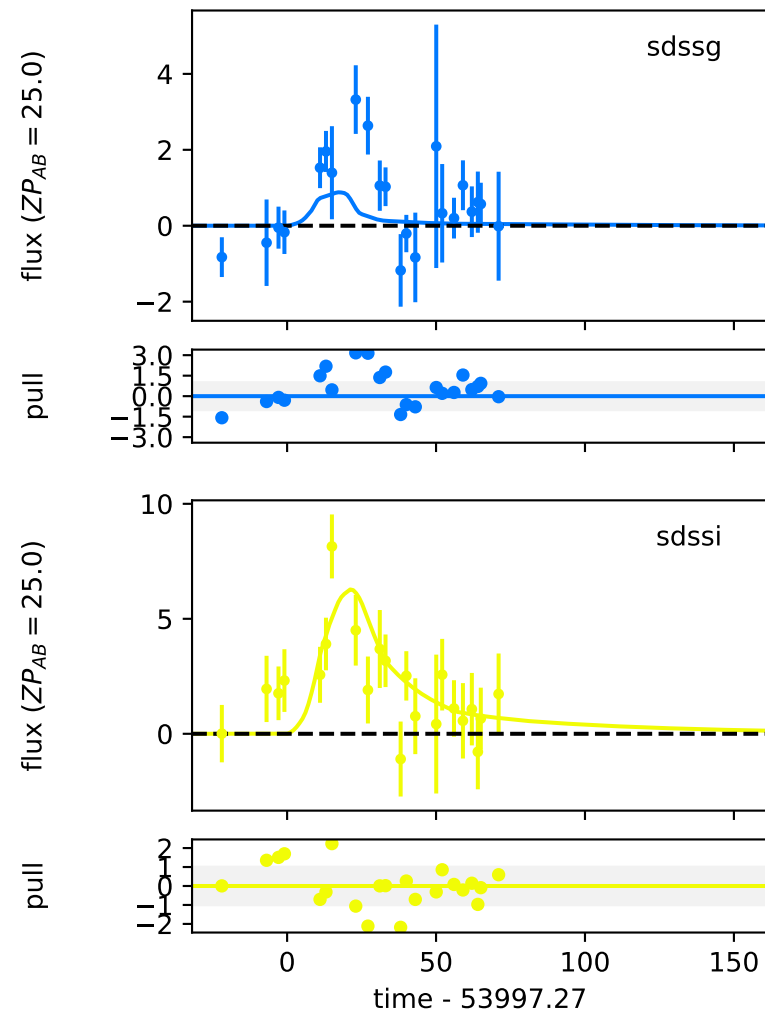 sdssg
flux (ZP_AB = 25.0)
4
2
0
−2
pull
3.0
1.5
0.0
−1.5
−3.0
sdssi
flux (ZP_AB = 25.0)
10
5
0
pull
2
1
0
−1
−2
0 50 100 150
time - 53997.27